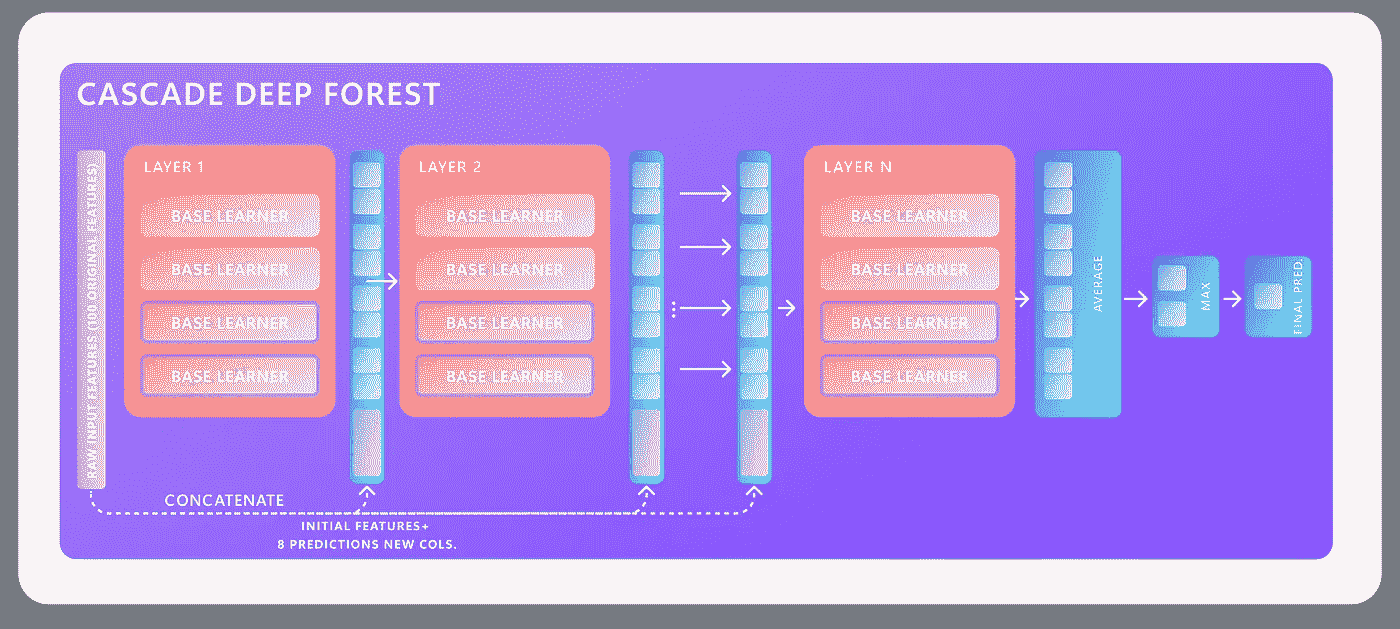 CASCADE DEEP FOREST
RAW INPUT FEATURES (100 ORIGINAL FEATURES)
LAYER 1
BASE LEARNER
BASE LEARNER
BASE LEARNER
BASE LEARNER
LAYER 2
BASE LEARNER
BASE LEARNER
BASE LEARNER
BASE LEARNER
LAYER N
BASE LEARNER
BASE LEARNER
BASE LEARNER
BASE LEARNER
AVERAGE
MAX
FINAL PRED.
CONCATENATE
INITIAL FEATURES+
8 PREDICTIONS NEW COLS.